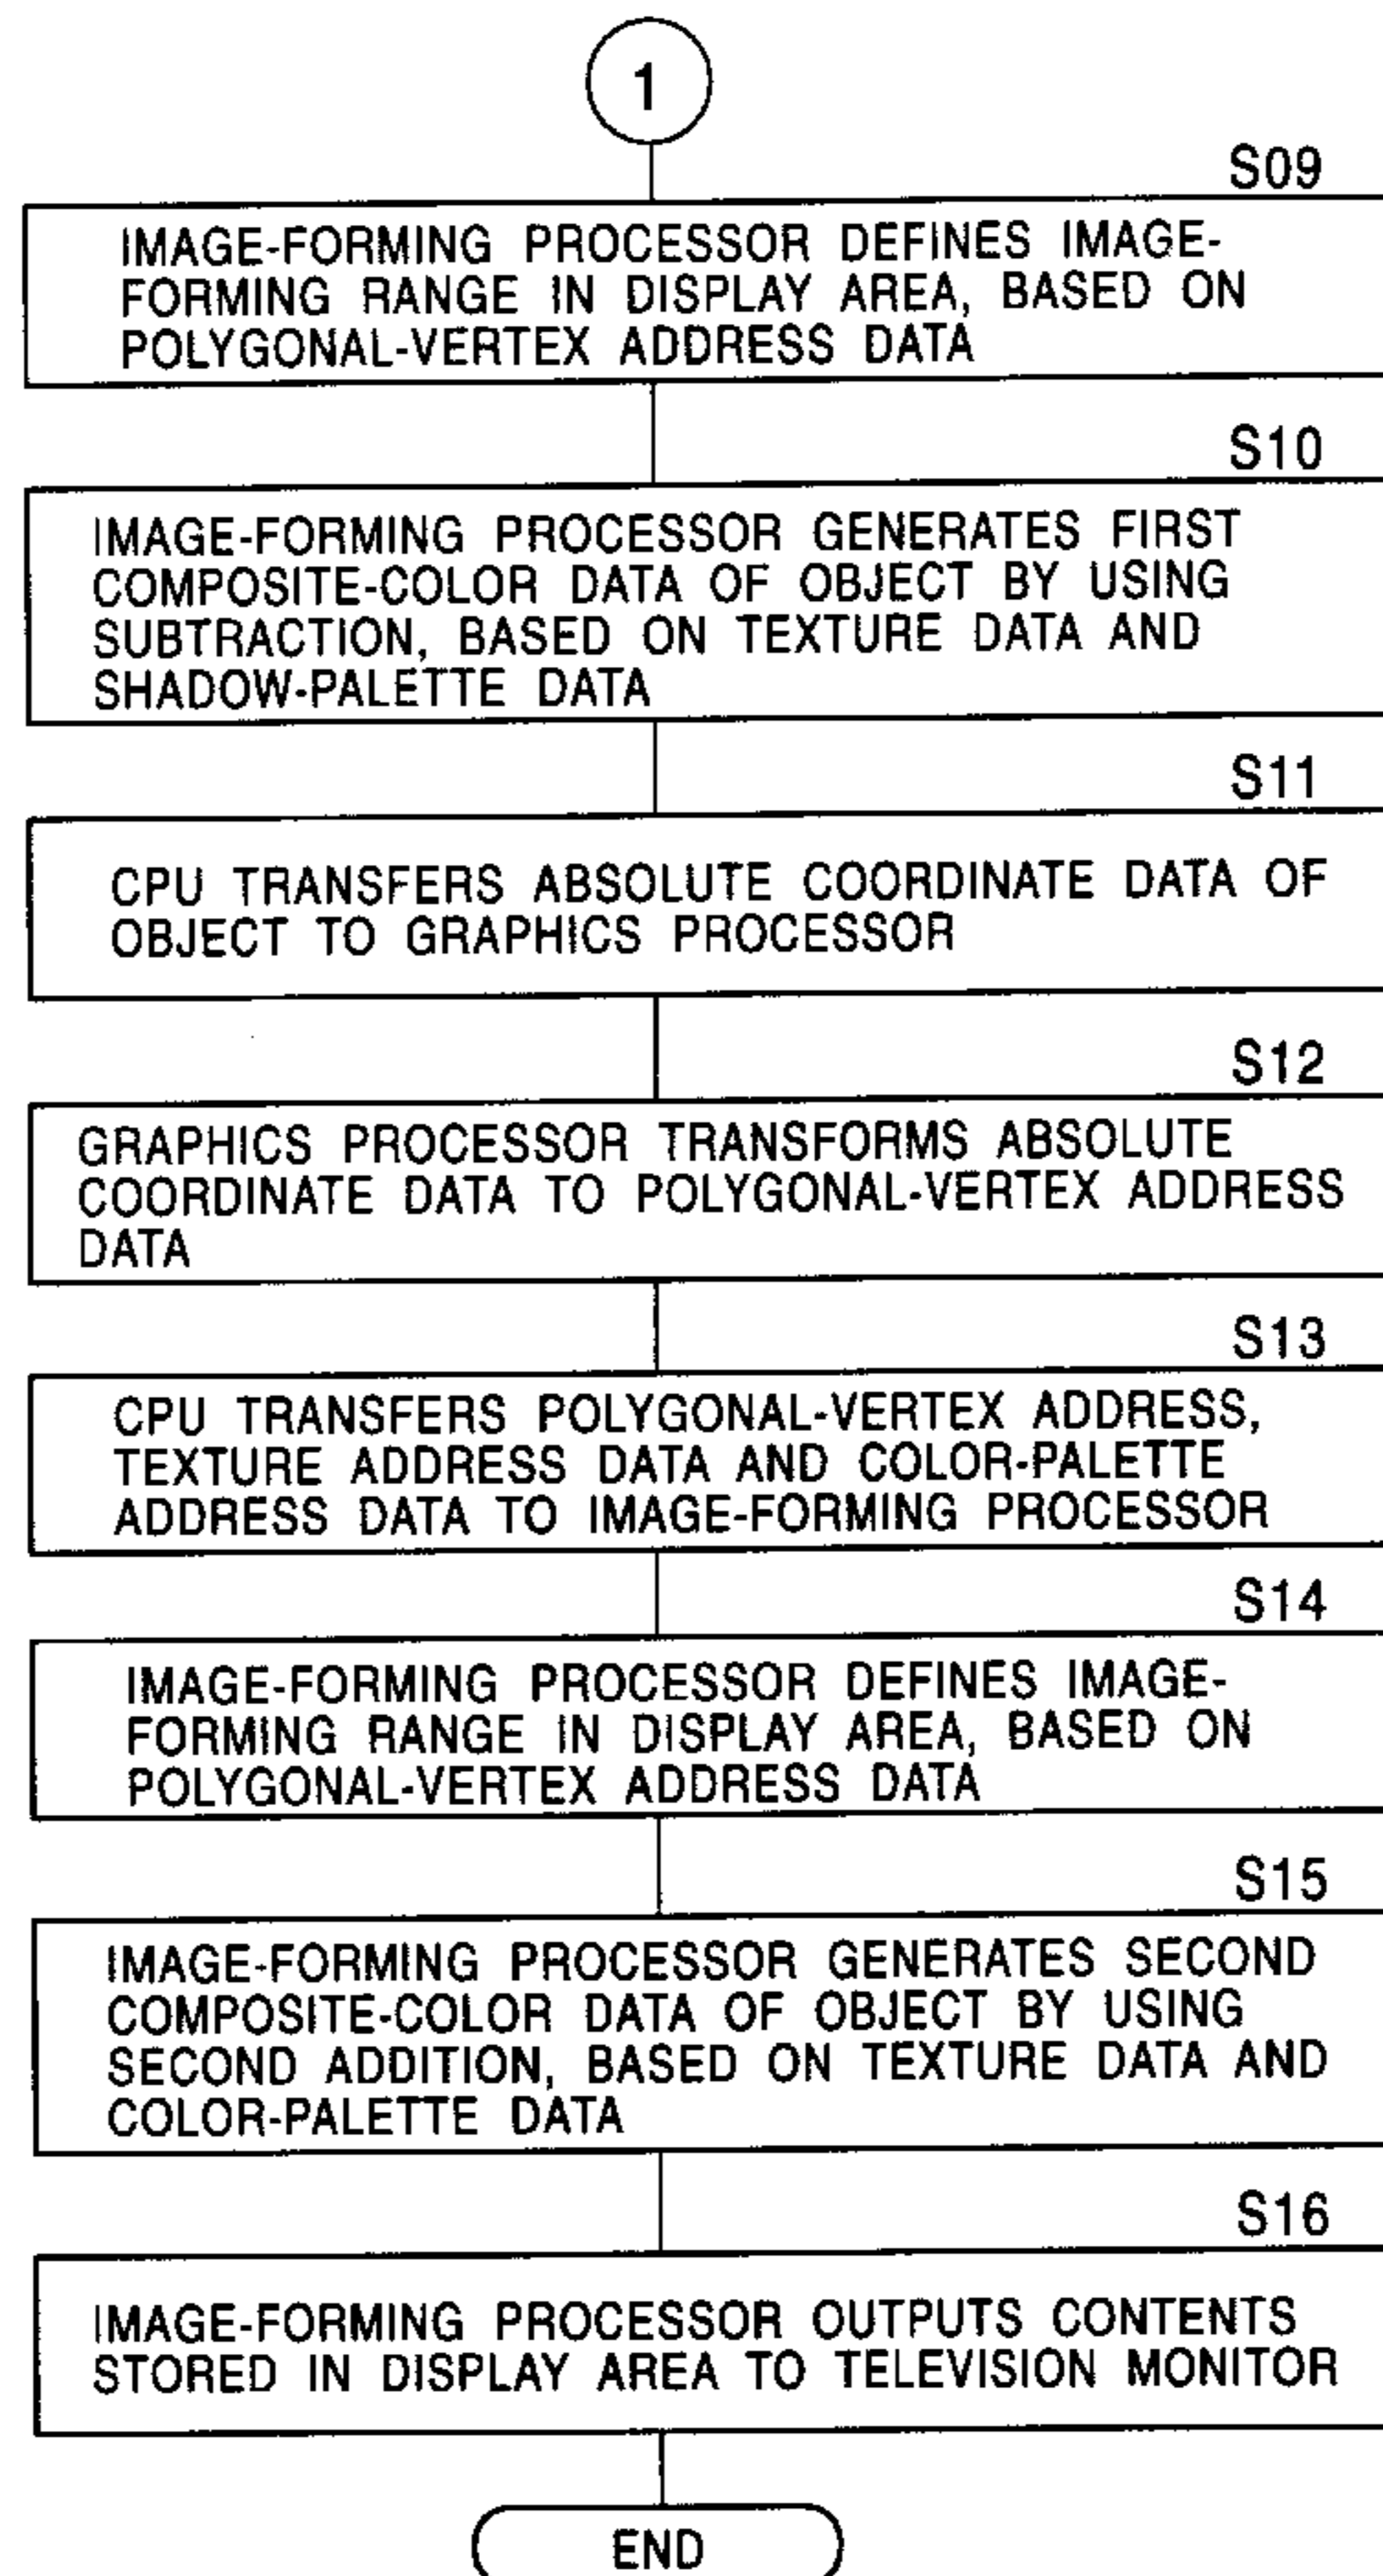 1
S09
IMAGE-FORMING PROCESSOR DEFINES IMAGE-
FORMING RANGE IN DISPLAY AREA, BASED ON
POLYGONAL-VERTEX ADDRESS DATA
S10
IMAGE-FORMING PROCESSOR GENERATES FIRST
COMPOSITE-COLOR DATA OF OBJECT BY USING
SUBTRACTION, BASED ON TEXTURE DATA AND
SHADOW-PALETTE DATA
S11
CPU TRANSFERS ABSOLUTE COORDINATE DATA OF
OBJECT TO GRAPHICS PROCESSOR
S12
GRAPHICS PROCESSOR TRANSFORMS ABSOLUTE
COORDINATE DATA TO POLYGONAL-VERTEX ADDRESS
DATA
S13
CPU TRANSFERS POLYGONAL-VERTEX ADDRESS,
TEXTURE ADDRESS DATA AND COLOR-PALETTE
ADDRESS DATA TO IMAGE-FORMING PROCESSOR
S14
IMAGE-FORMING PROCESSOR DEFINES IMAGE-
FORMING RANGE IN DISPLAY AREA, BASED ON
POLYGONAL-VERTEX ADDRESS DATA
S15
IMAGE-FORMING PROCESSOR GENERATES SECOND
COMPOSITE-COLOR DATA OF OBJECT BY USING
SECOND ADDITION, BASED ON TEXTURE DATA AND
COLOR-PALETTE DATA
S16
IMAGE-FORMING PROCESSOR OUTPUTS CONTENTS
STORED IN DISPLAY AREA TO TELEVISION MONITOR
END